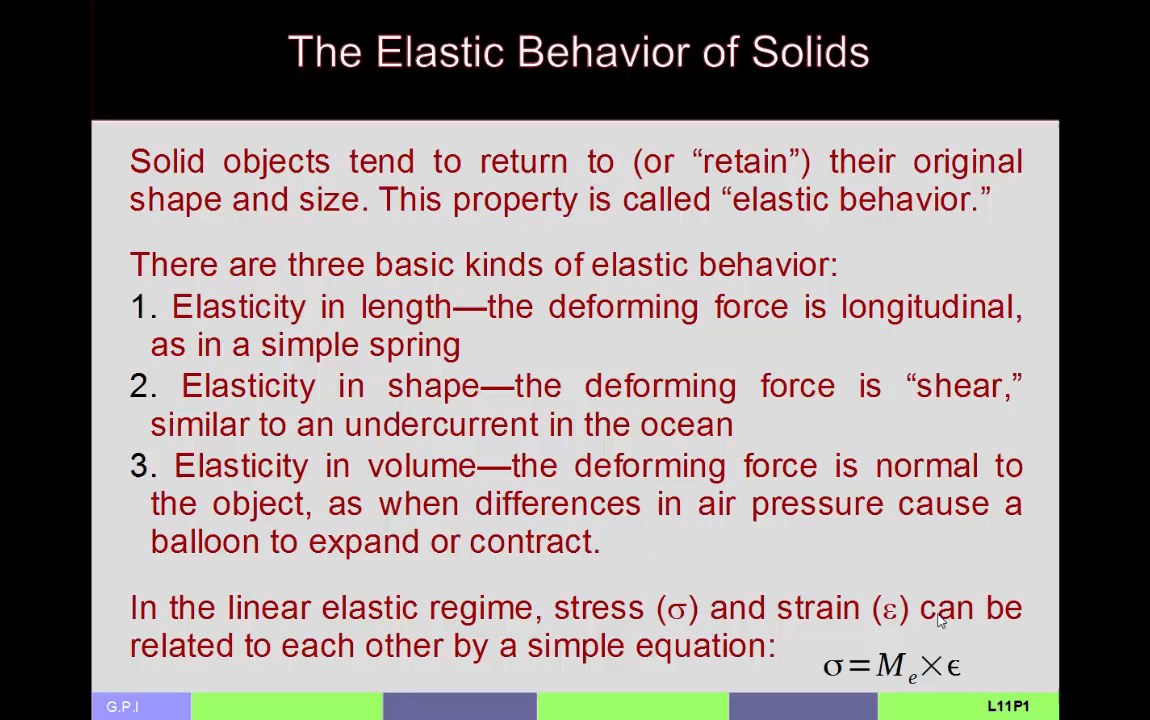 The Elastic Behavior of Solids
Solid objects tend to return to (or “retain”) their original
shape and size. This property is called “elastic behavior.”
There are three basic kinds of elastic behavior:
1. Elasticity in length—the deforming force is longitudinal,
as in a simple spring
2. Elasticity in shape—the deforming force is “shear,”
similar to an undercurrent in the ocean
3. Elasticity in volume—the deforming force is normal to
the object, as when differences in air pressure cause a
balloon to expand or contract.
In the linear elastic regime, stress (σ) and strain (ε) can be
related to each other by a simple equation:
σ=Mₑ×ϵ
G.P.I
L11P1